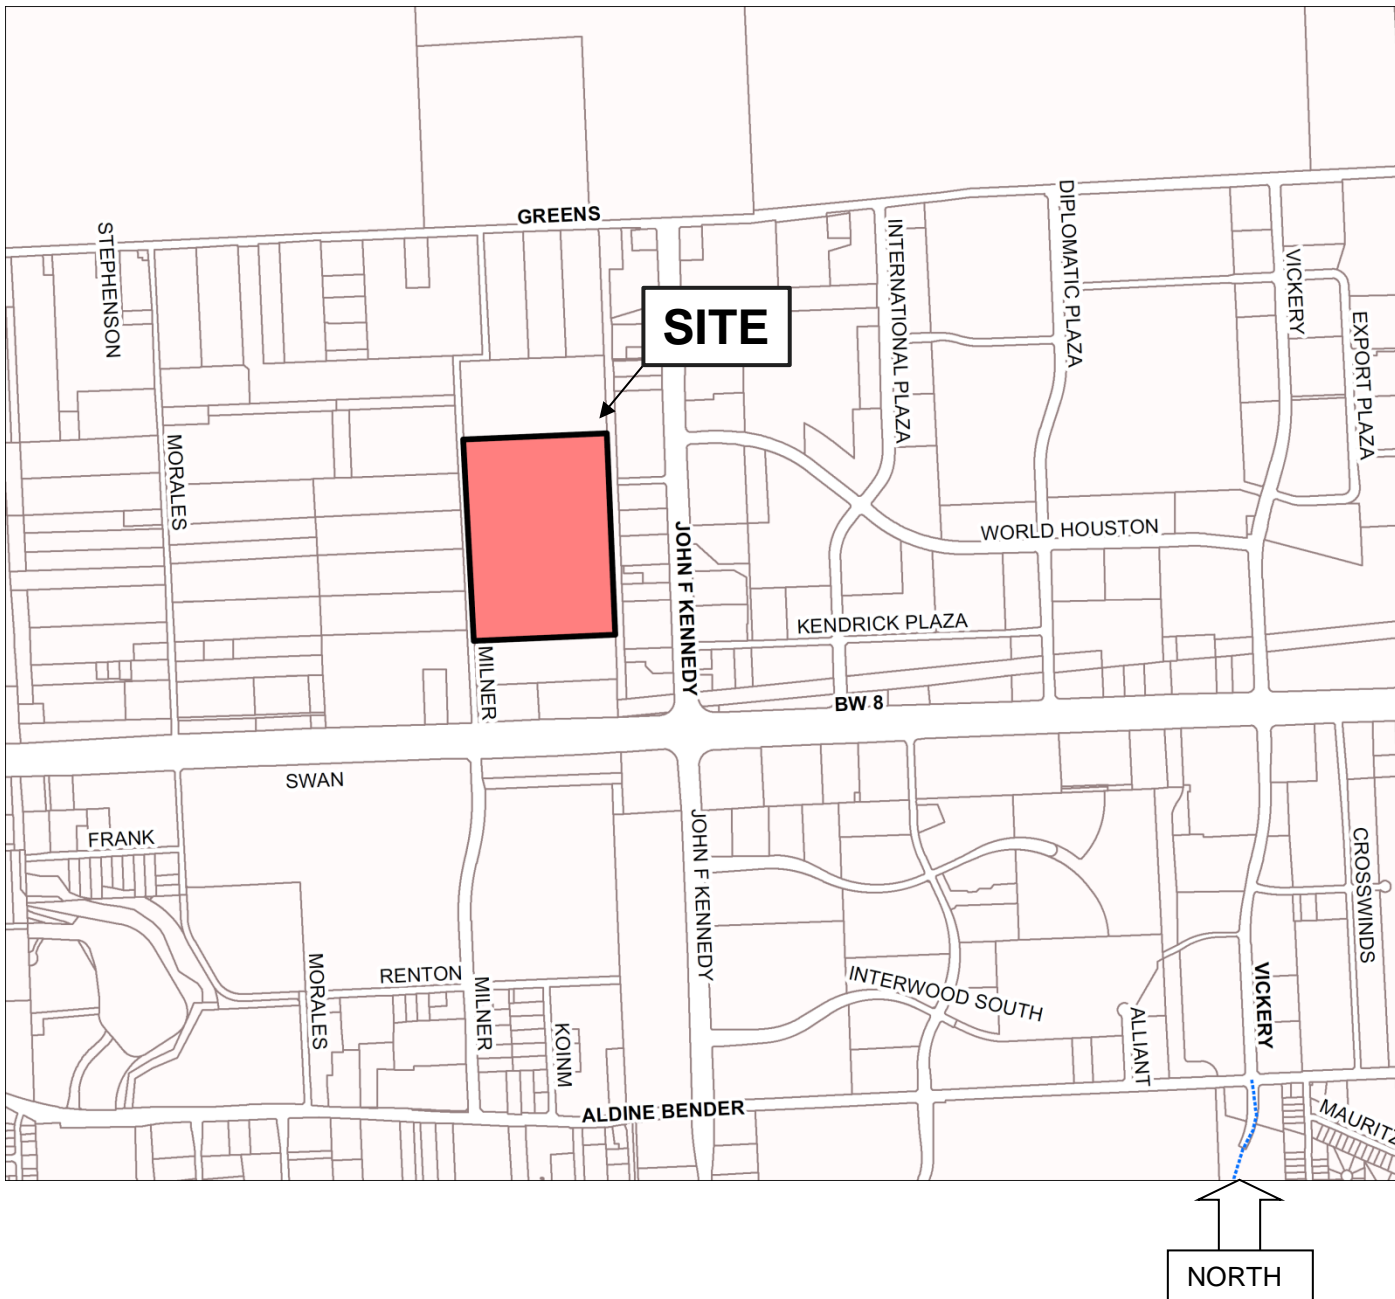 GREENS
STEPHENSON
INTERNATIONAL PLAZA
DIPLOMATIC PLAZA
VICKERY
EXPORT PLAZA
SITE
MORALES
JOHN F KENNEDY
WORLD HOUSTON
KENDRICK PLAZA
MILNER
BW 8
SWAN
FRANK
JOHN F KENNEDY
CROSSWINDS
MORALES
RENTON
MILNER
KOINM
INTERWOOD SOUTH
ALLIANT
VICKERY
ALDINE BENDER
MAURITZ
NORTH